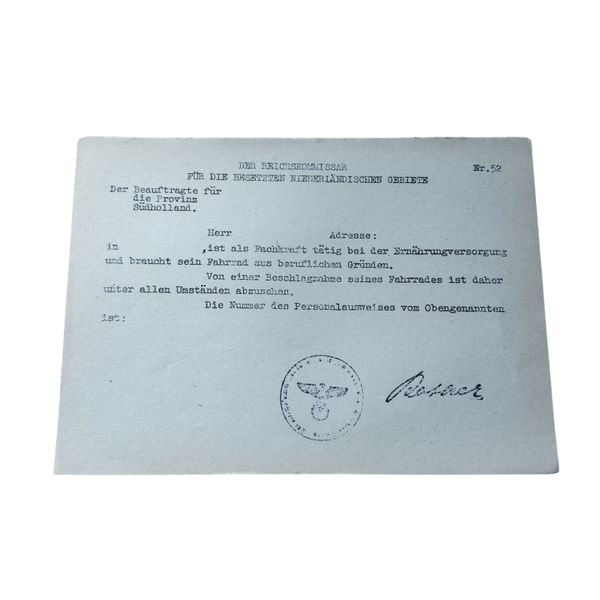 DER REICHSKOMMISSAR Nr.52
FÜR DIE BESETZTEN NIEDERLÄNDISCHEN GEBIETE
Der Beauftragte für
die Provinz
Südholland.
Herr Adresse:
in ,ist als Fachkraft tätig bei der Ernährungversorgung
und braucht sein Fahrrad aus beruflichen Gründen.
Von einer Beschlagnahme seines Fahrrades ist daher
unter allen Umständen abzusehen.
Die Nummer des Personalausweises vom Obengenannten
ist: